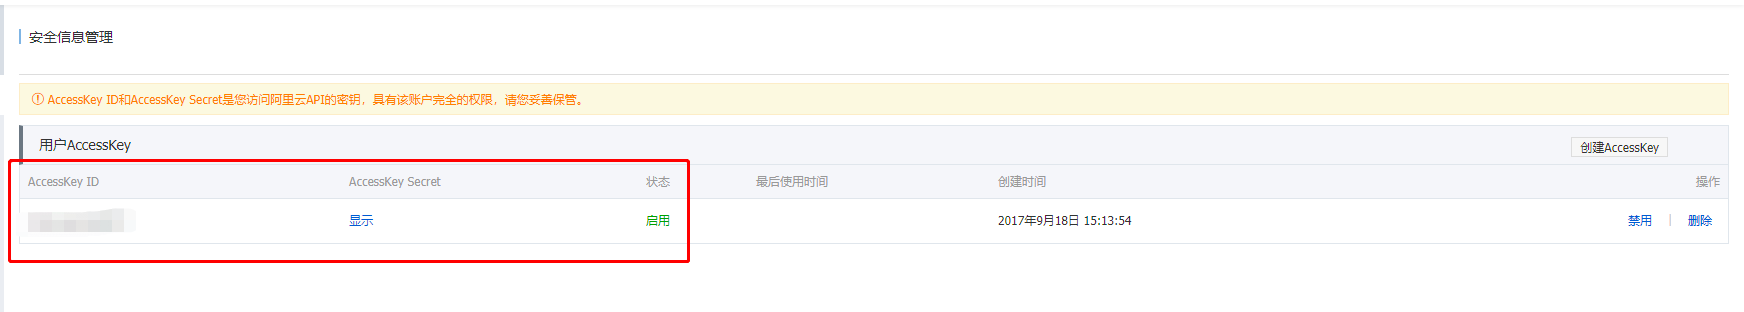 安全信息管理
AccessKey ID和AccessKey Secret是您访问阿里云API的密钥，具有该账户完全的权限，请您妥善保管。
用户AccessKey 创建AccessKey
AccessKey ID AccessKey Secret 状态 最后使用时间 创建时间 操作
显示 启用 2017年9月18日 15:13:54 禁用 | 删除